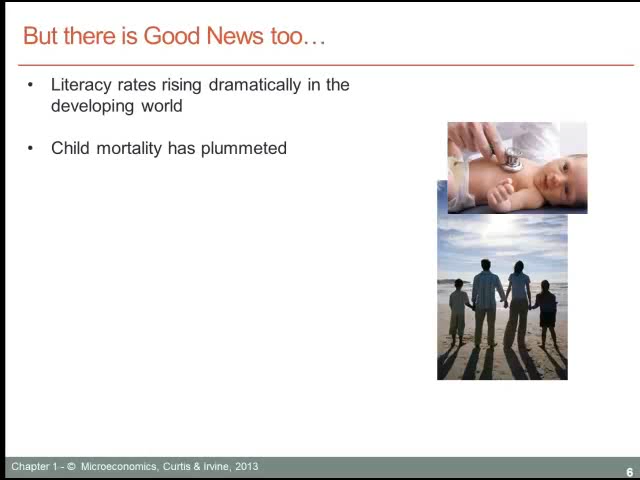 But there is Good News too…
• Literacy rates rising dramatically in the
developing world
• Child mortality has plummeted
Chapter 1 - © Microeconomics, Curtis & Irvine, 2013
6